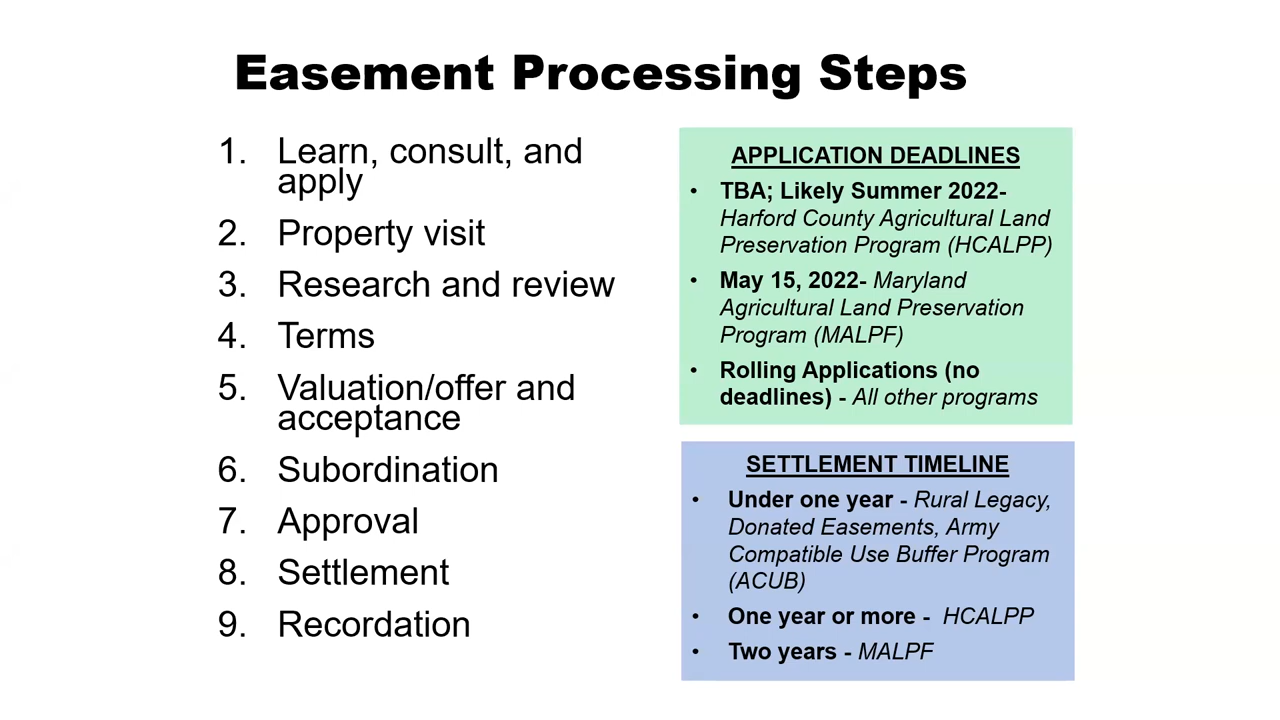 Easement Processing Steps
1. Learn, consult, and
apply
2. Property visit
3. Research and review
4. Terms
5. Valuation/offer and
acceptance
6. Subordination
7. Approval
8. Settlement
9. Recordation
APPLICATION DEADLINES
• TBA; Likely Summer 2022-
Harford County Agricultural Land
Preservation Program (HCALPP)
• May 15, 2022- Maryland
Agricultural Land Preservation
Program (MALPF)
• Rolling Applications (no
deadlines) - All other programs
SETTLEMENT TIMELINE
• Under one year - Rural Legacy,
Donated Easements, Army
Compatible Use Buffer Program
(ACUB)
• One year or more - HCALPP
• Two years - MALPF